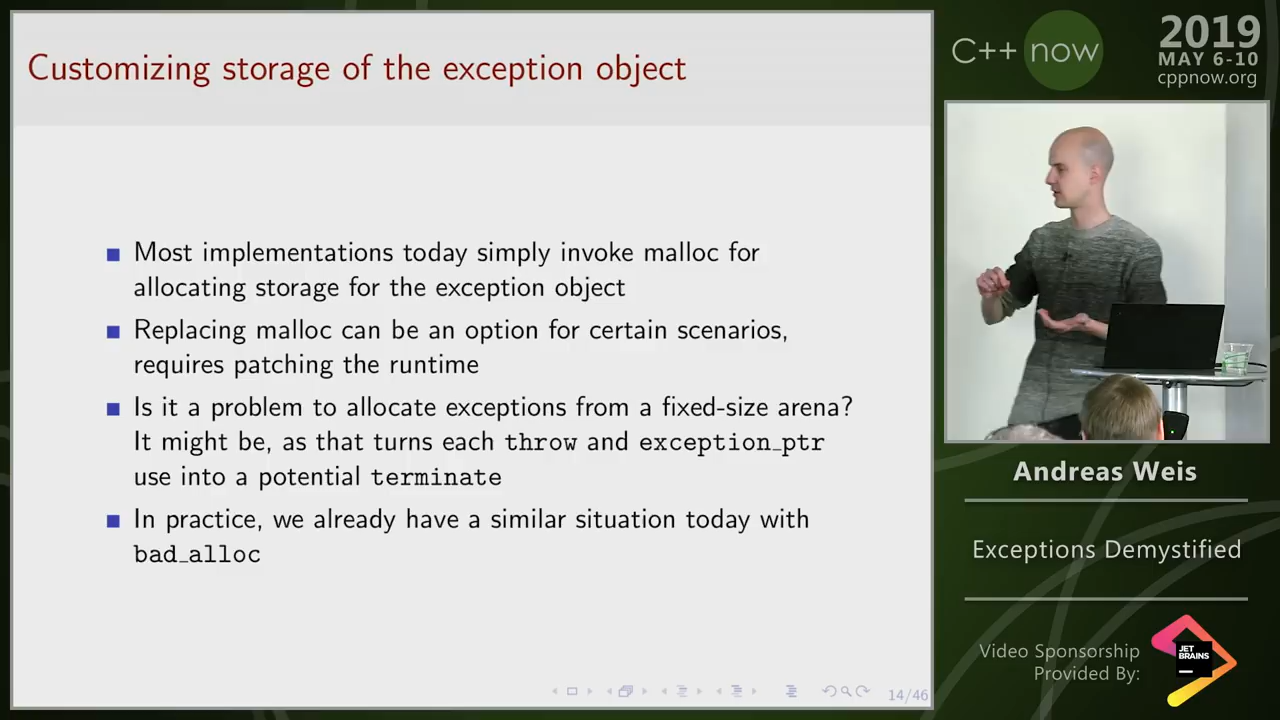 Customizing storage of the exception object
Most implementations today simply invoke malloc for
allocating storage for the exception object
Replacing malloc can be an option for certain scenarios,
requires patching the runtime
Is it a problem to allocate exceptions from a fixed-size arena?
It might be, as that turns each throw and exception_ptr
use into a potential terminate
In practice, we already have a similar situation today with
bad_alloc
14/46
C++ now
2019
MAY 6-10
cppnow.org
Andreas Weis
Exceptions Demystified
Video Sponsorship
Provided By:
JET
BRAINS